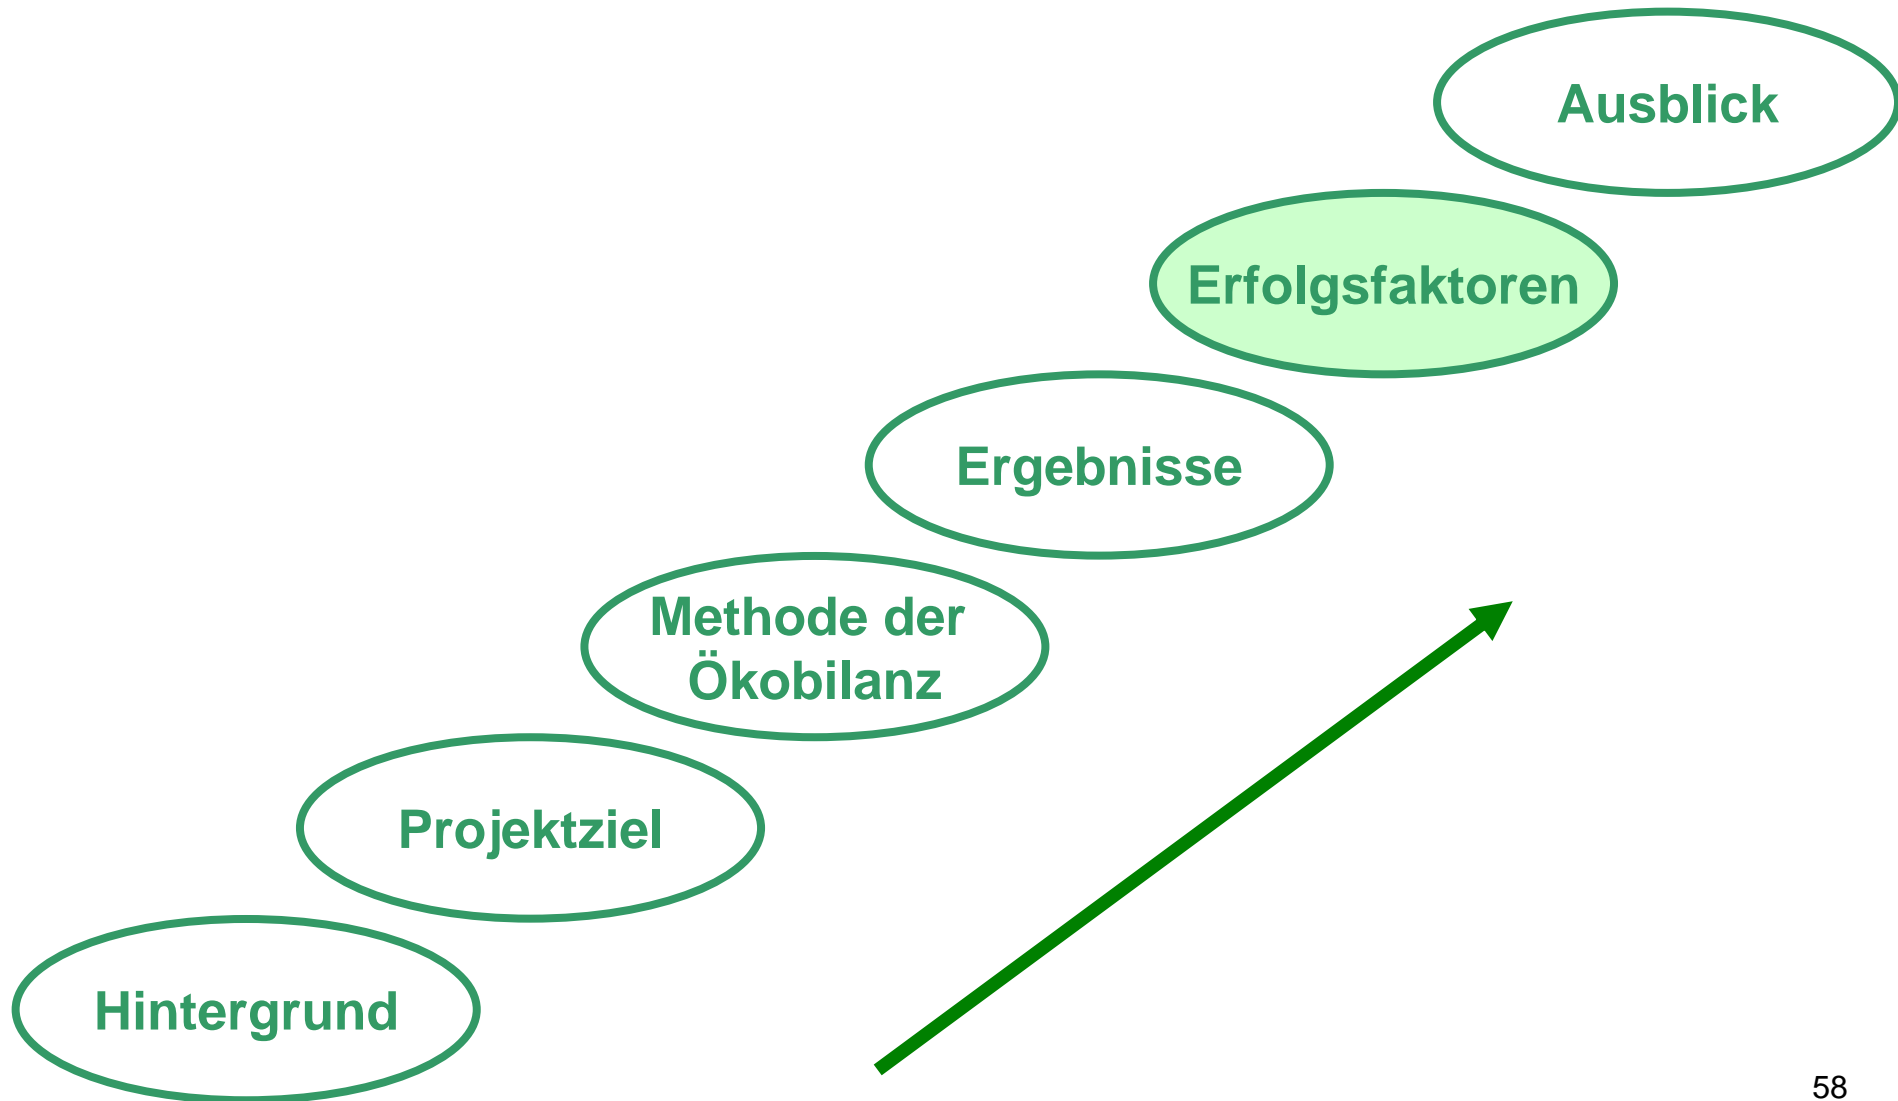 Ausblick
Erfolgsfaktoren
Ergebnisse
Methode der
Ökobilanz
Projektziel
Hintergrund
58